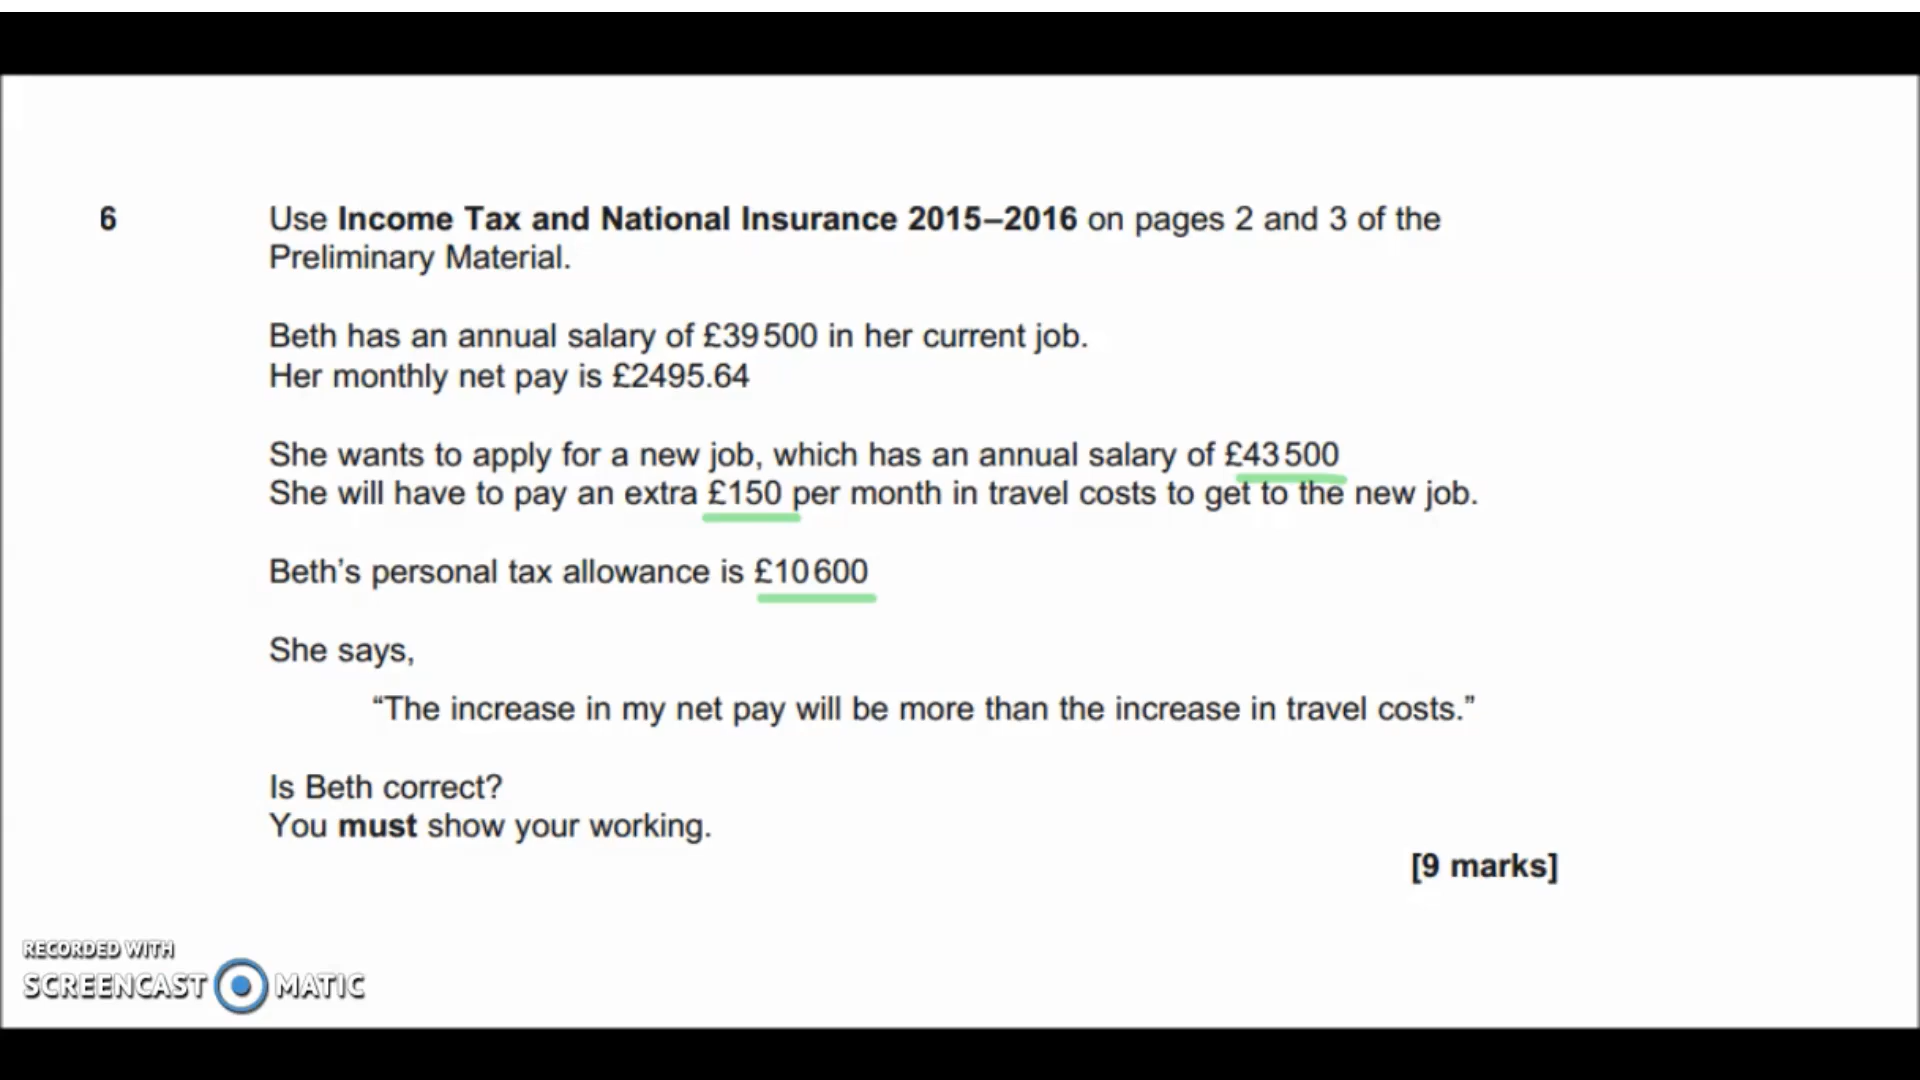 6
Use Income Tax and National Insurance 2015–2016 on pages 2 and 3 of the
Preliminary Material.
Beth has an annual salary of £39 500 in her current job.
Her monthly net pay is £2495.64
She wants to apply for a new job, which has an annual salary of £43 500
She will have to pay an extra £150 per month in travel costs to get to the new job.
Beth’s personal tax allowance is £10 600
She says,
“The increase in my net pay will be more than the increase in travel costs.”
Is Beth correct?
You must show your working.
[9 marks]
RECORDED WITH
SCREENCAST MATIC